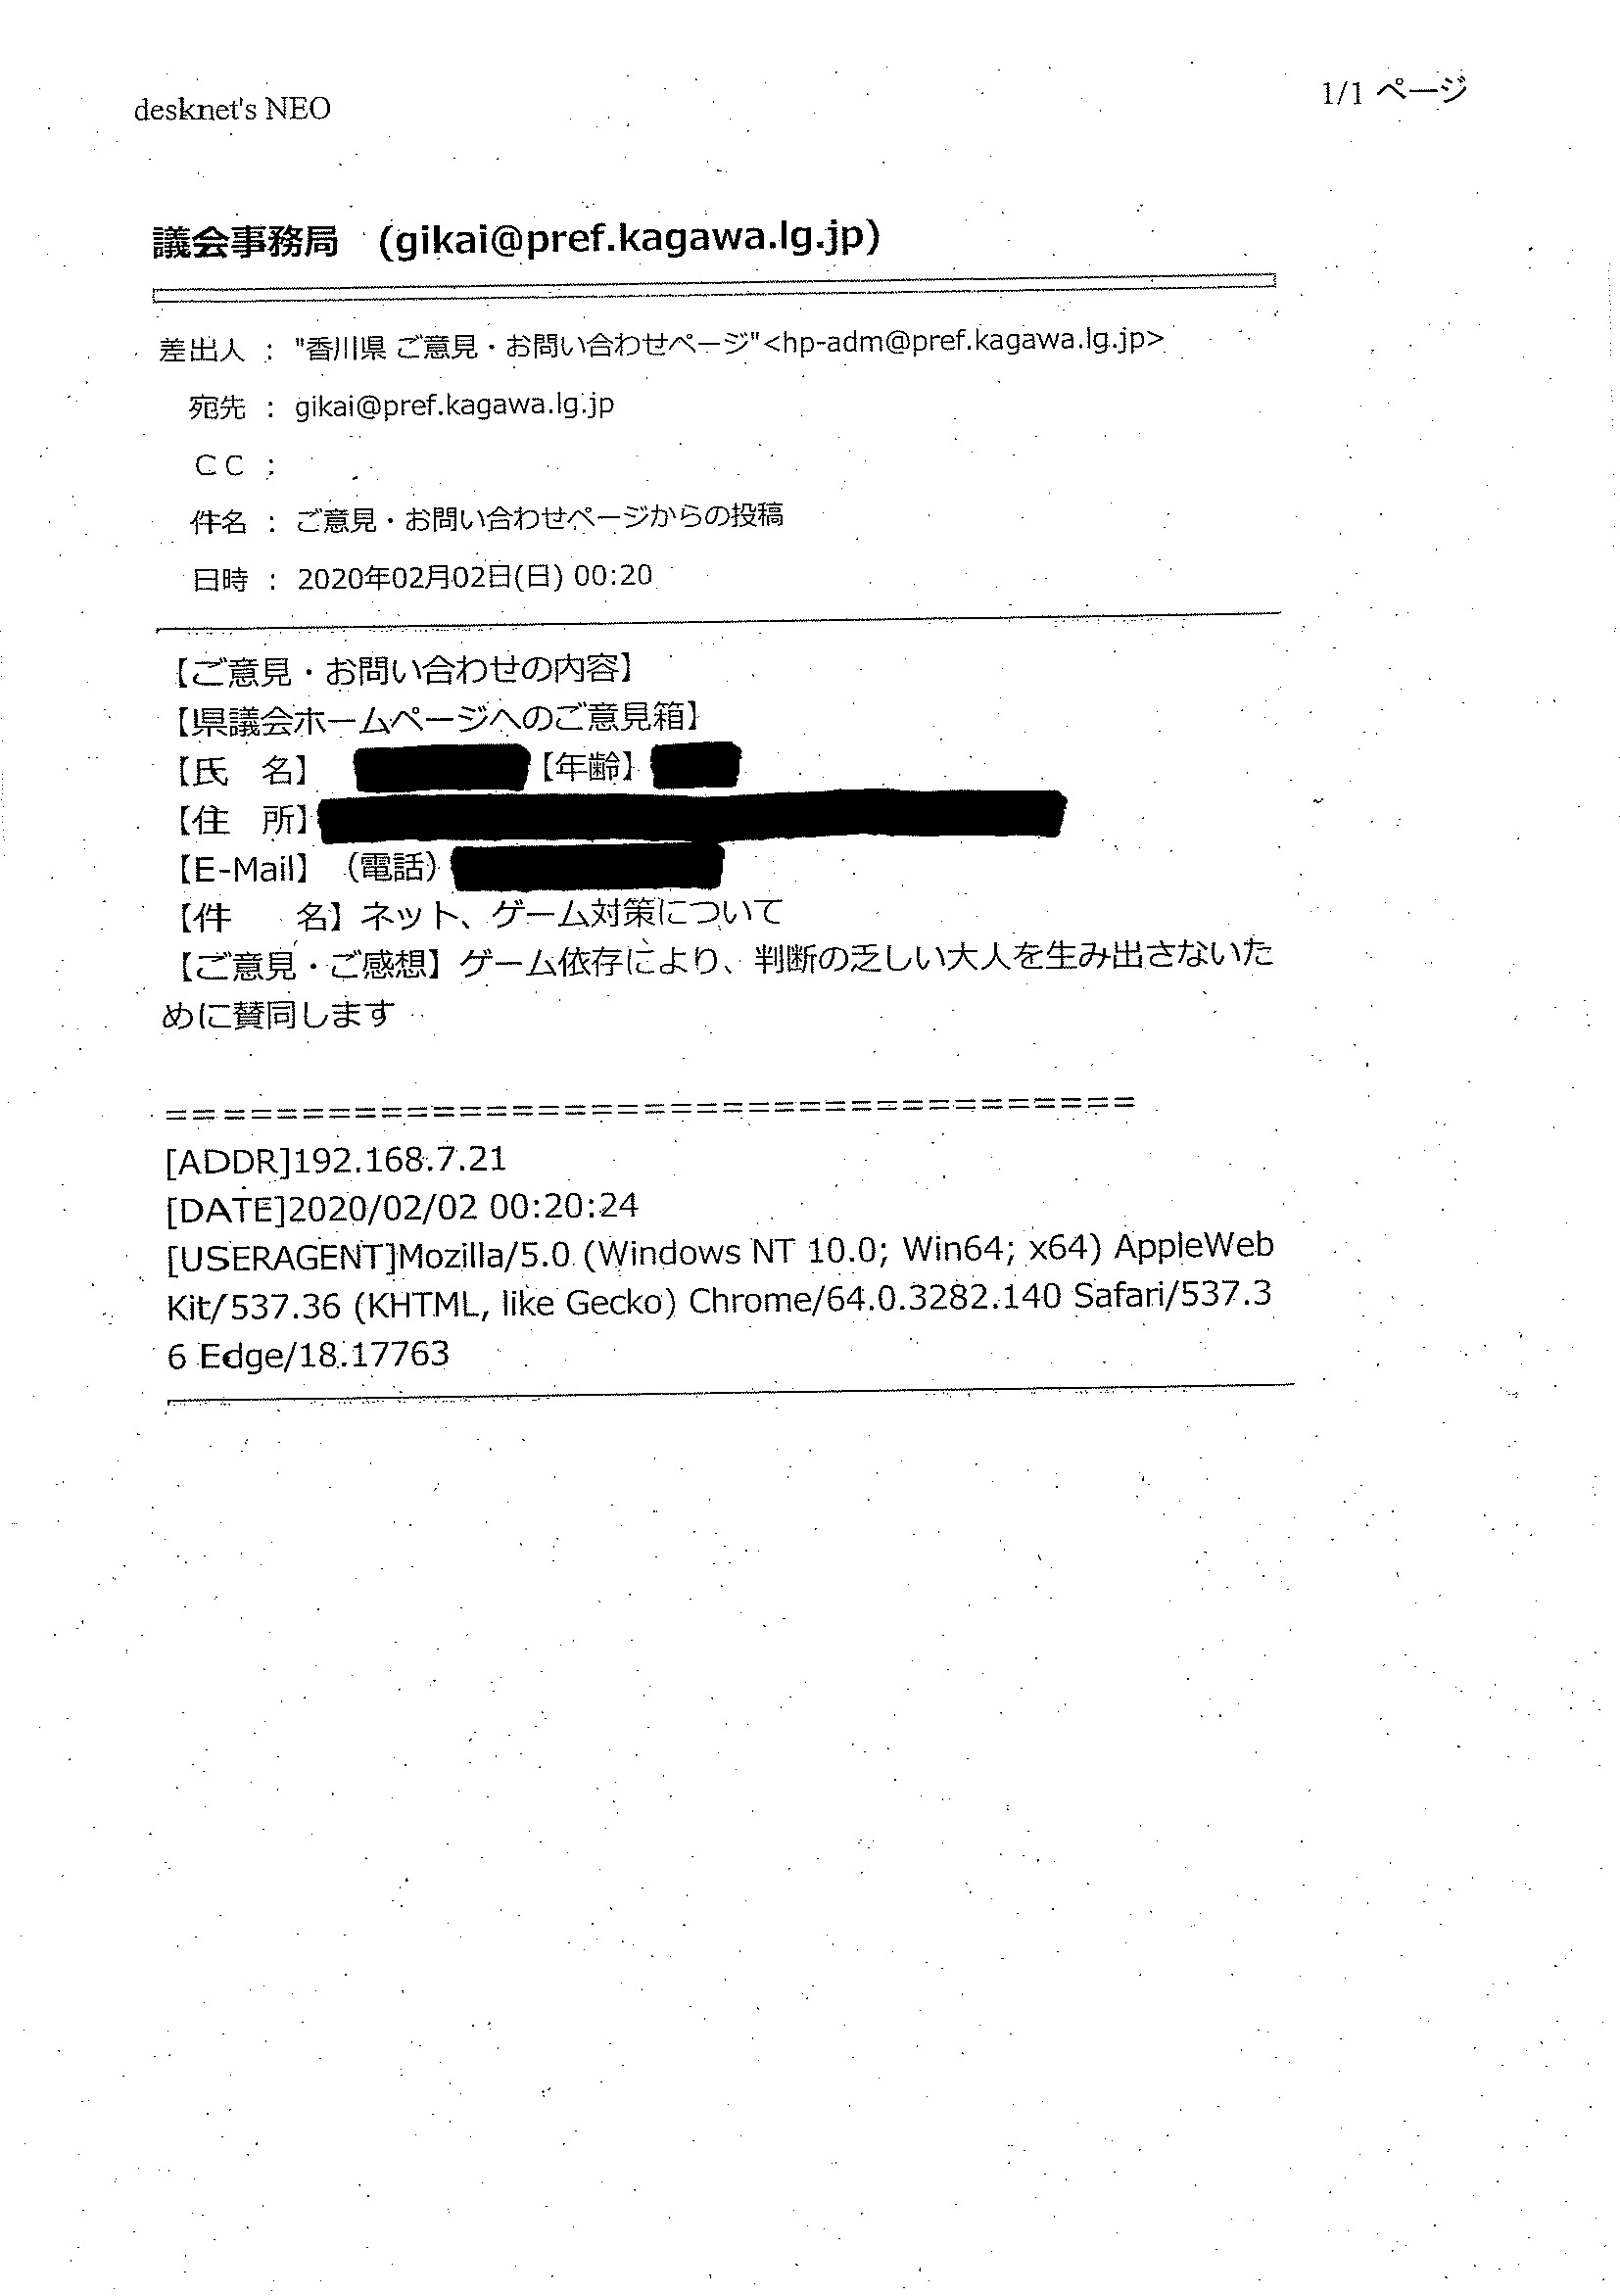 desknet's NEO
1/1 ページ
議会事務局 (gikai@pref.kagawa.lg.jp)
差出人 : "香川県 ご意見・お問い合わせページ"<hp-adm@pref.kagawa.lg.jp>
宛先 : gikai@pref.kagawa.lg.jp
CC :
件名 : ご意見・お問い合わせページからの投稿
日時 : 2020年02月02日(日) 00:20
【ご意見・お問い合わせの内容】
【県議会ホームページへのご意見箱】
【氏　名】 【年齢】
【住　所】
【E-Mail】（電話）
【件　　名】ネット、ゲーム対策について
【ご意見・ご感想】ゲーム依存により、判断の乏しい大人を生み出さないた
めに賛同します
=====================================
[ADDR]192.168.7.21
[DATE]2020/02/02 00:20:24
[USERAGENT]Mozilla/5.0 (Windows NT 10.0; Win64; x64) AppleWeb
Kit/537.36 (KHTML, like Gecko) Chrome/64.0.3282.140 Safari/537.3
6 Edge/18.17763